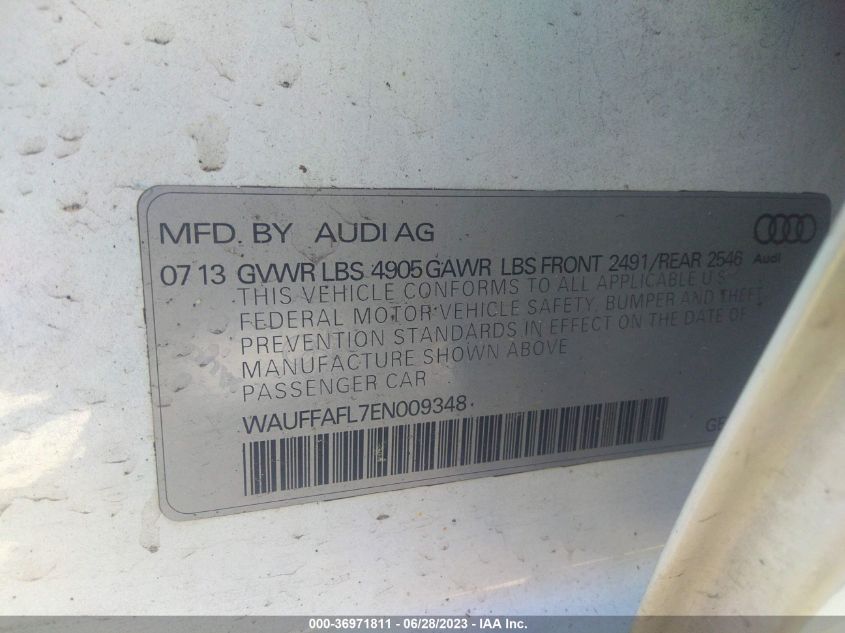 MFD. BY AUDI AG
Audi
07 13 GVWR LBS 4905 GAWR LBS FRONT 2491/REAR 2546
THIS VEHICLE CONFORMS TO ALL APPLICABLE U S
FEDERAL MOTOR VEHICLE SAFETY, BUMPER AND THEFT
PREVENTION STANDARDS IN EFFECT ON THE DATE OF
MANUFACTURE SHOWN ABOVE
PASSENGER CAR
WAUFFAFL7EN009348
000-36971811 / 06/28/2023 - © IAA Inc.